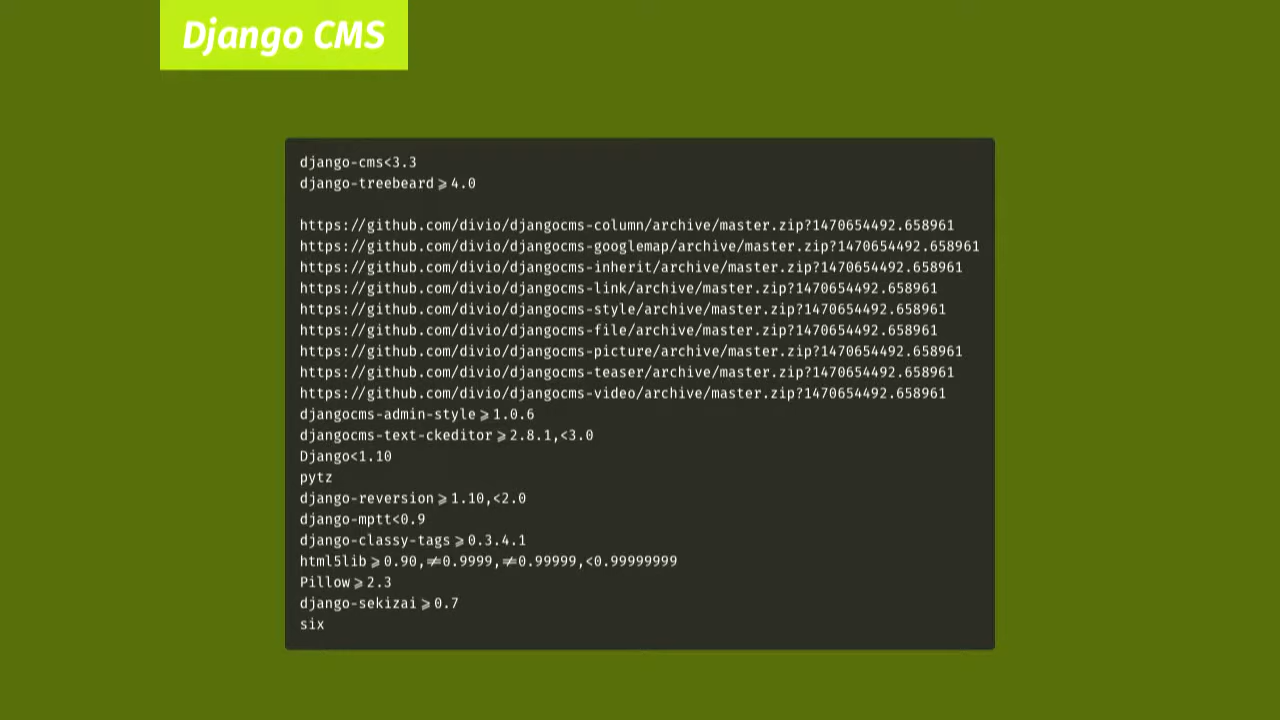 Django CMS
django-cms<3.3
django-treebeard⩾4.0
https://github.com/divio/djangocms-column/archive/master.zip?1470654492.658961
https://github.com/divio/djangocms-googlemap/archive/master.zip?1470654492.658961
https://github.com/divio/djangocms-inherit/archive/master.zip?1470654492.658961
https://github.com/divio/djangocms-link/archive/master.zip?1470654492.658961
https://github.com/divio/djangocms-style/archive/master.zip?1470654492.658961
https://github.com/divio/djangocms-file/archive/master.zip?1470654492.658961
https://github.com/divio/djangocms-picture/archive/master.zip?1470654492.658961
https://github.com/divio/djangocms-teaser/archive/master.zip?1470654492.658961
https://github.com/divio/djangocms-video/archive/master.zip?1470654492.658961
djangocms-admin-style⩾1.0.6
djangocms-text-ckeditor⩾2.8.1,<3.0
Django<1.10
pytz
django-reversion⩾1.10,<2.0
django-mptt<0.9
django-classy-tags⩾0.3.4.1
html5lib⩾0.90,≠0.9999,≠0.99999,<0.99999999
Pillow⩾2.3
django-sekizai⩾0.7
six